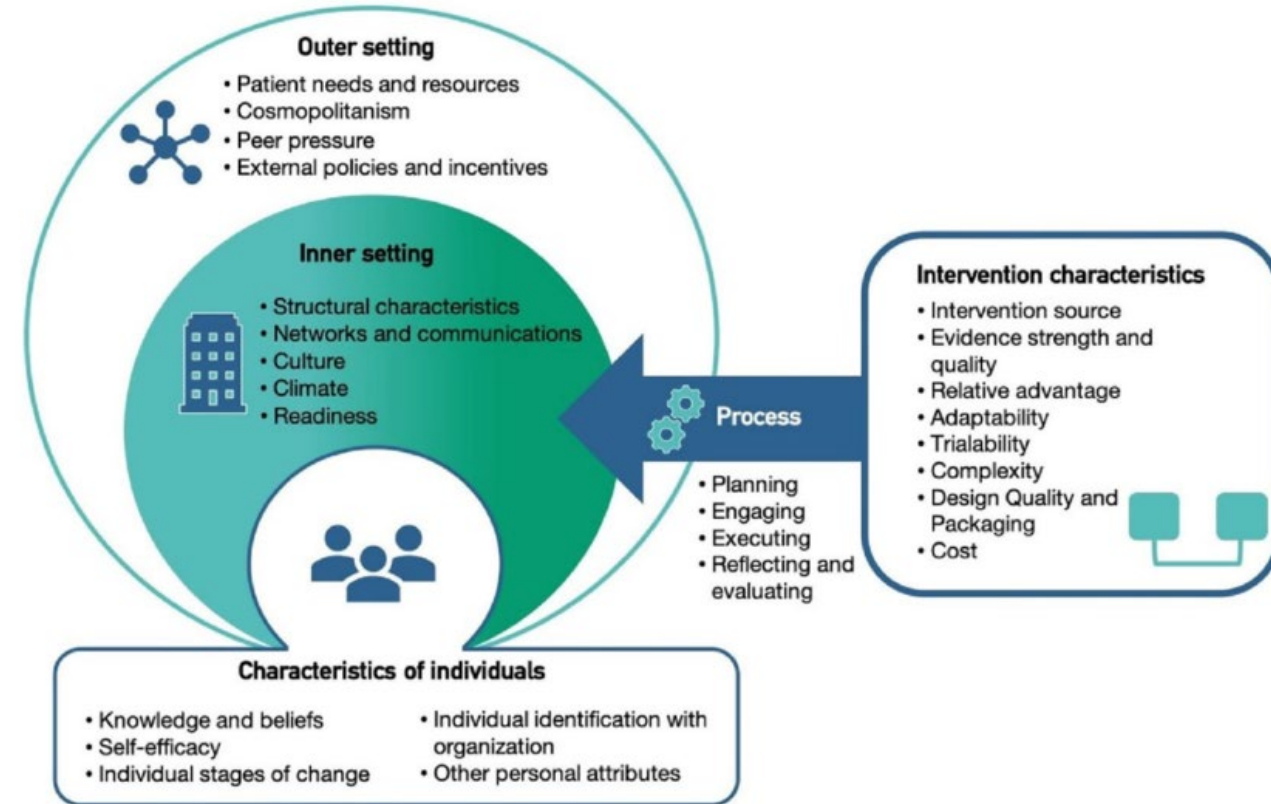 Outer setting
• Patient needs and resources
• Cosmopolitanism
• Peer pressure
• External policies and incentives
Inner setting
• Structural characteristics
• Networks and communications
• Culture
• Climate
• Readiness
Process
• Planning
• Engaging
• Executing
• Reflecting and
evaluating
Intervention characteristics
• Intervention source
• Evidence strength and
quality
• Relative advantage
• Adaptability
• Trialability
• Complexity
• Design Quality and
Packaging
• Cost
Characteristics of individuals
• Knowledge and beliefs
• Self-efficacy
• Individual stages of change
• Individual identification with
organization
• Other personal attributes